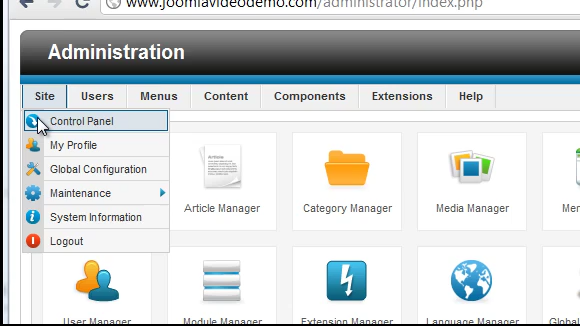 www.joomlavideodemo.com/administrator/index.php
Administration
Site Users Menus Content Components Extensions Help
Control Panel
My Profile
Global Configuration
Maintenance
System Information
Logout
Article Manager Category Manager Media Manager
User Manager Module Manager Extension Manager Language Manager Global